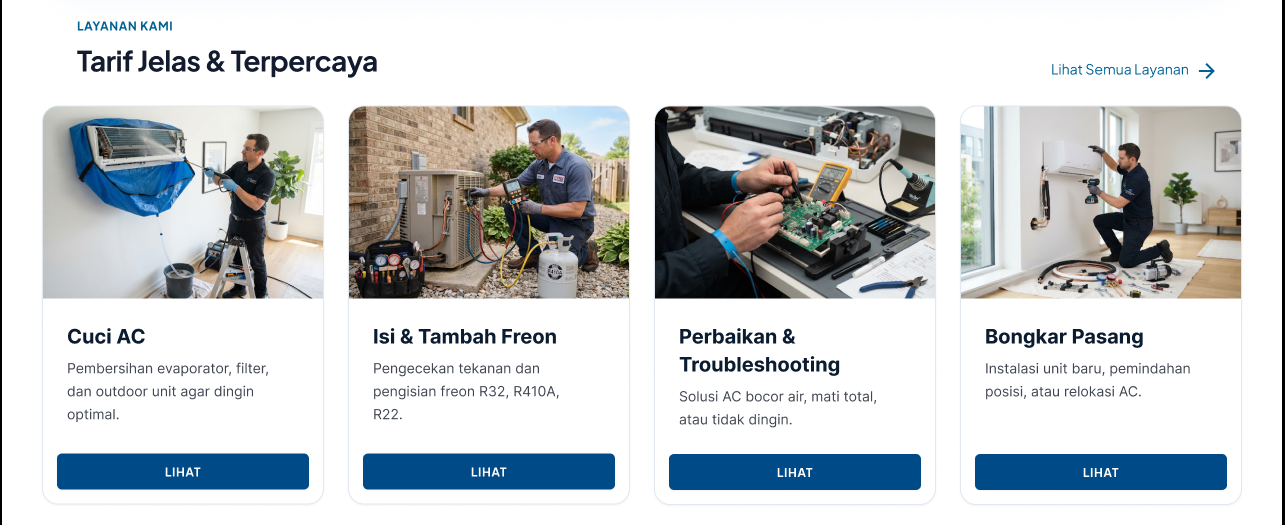 LAYANAN KAMI
Tarif Jelas & Terpercaya
Lihat Semua Layanan
Cuci AC
Pembersihan evaporator, filter,
dan outdoor unit agar dingin
optimal.
LIHAT
Isi & Tambah Freon
Pengecekan tekanan dan
pengisian freon R32, R410A,
R22.
LIHAT
Perbaikan &
Troubleshooting
Solusi AC bocor air, mati total,
atau tidak dingin.
LIHAT
Bongkar Pasang
Instalasi unit baru, pemindahan
posisi, atau relokasi AC.
LIHAT